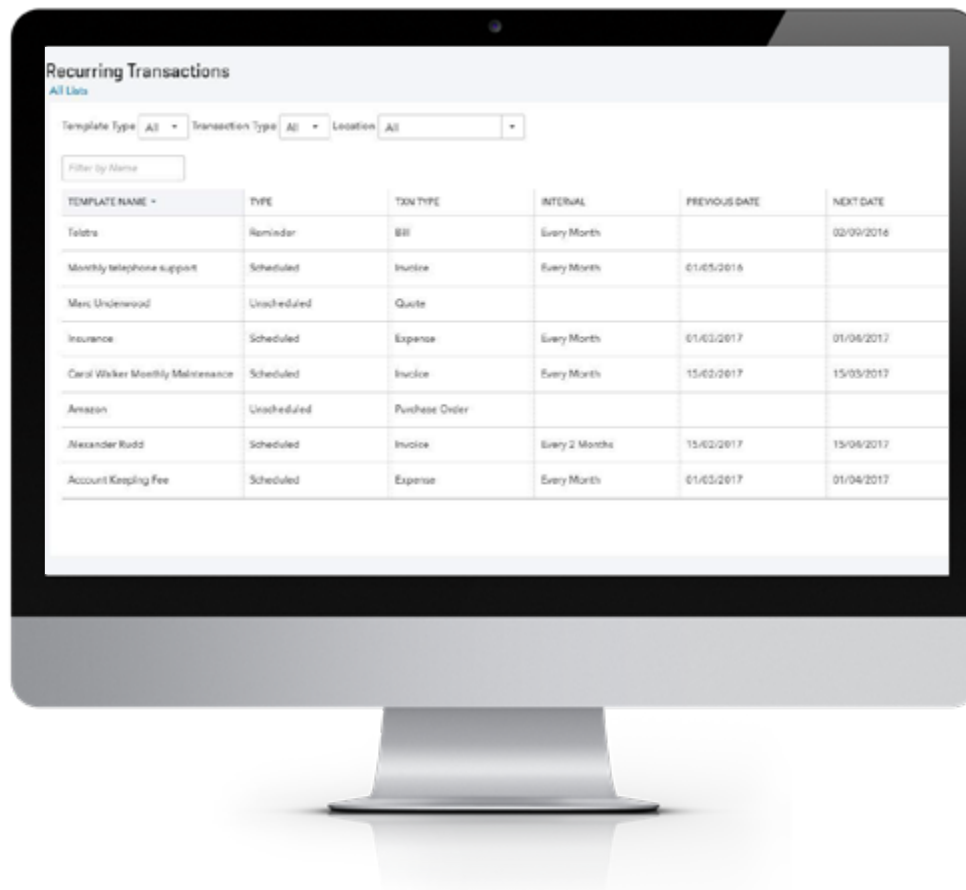 Recurring Transactions
All Lists
Template Type All Transaction Type All Location All
Filter by Name
TEMPLATE NAME TYPE TXN TYPE INTERVAL PREVIOUS DATE NEXT DATE
Telstra Reminder Bill Every Month 02/09/2016
Monthly telephone support Scheduled Invoice Every Month 01/05/2016
Marc Underwood Unscheduled Quote
Insurance Scheduled Expense Every Month 01/03/2017 01/04/2017
Carol Walker Monthly Maintenance Scheduled Invoice Every Month 15/02/2017 15/03/2017
Amazon Unscheduled Purchase Order
Alexander Rudd Scheduled Invoice Every 2 Months 15/02/2017 15/04/2017
Account Keeping Fee Scheduled Expense Every Month 01/03/2017 01/04/2017